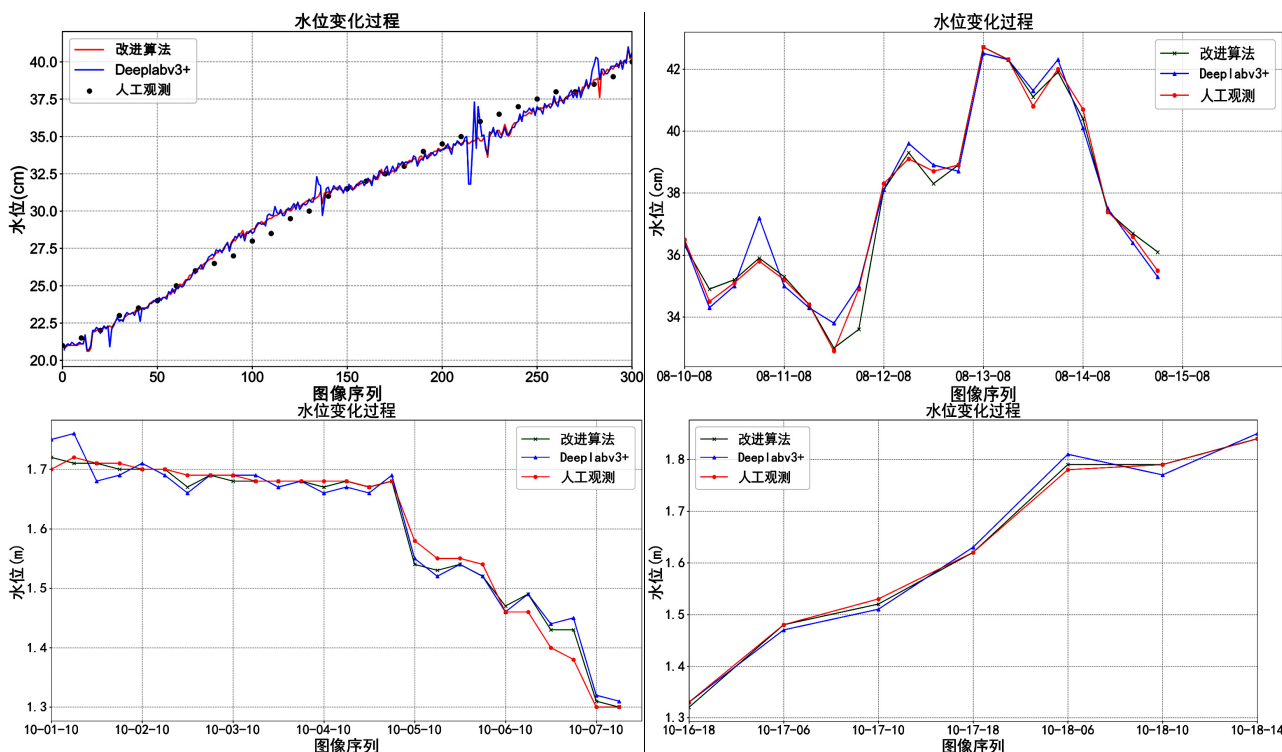 水位变化过程
改进算法
Deeplabv3+
人工观测
水位(cm)
40.0
37.5
35.0
32.5
30.0
27.5
25.0
22.5
20.0
0 50 100 150 200 250 300
图像序列
水位变化过程
改进算法
Deeplabv3+
人工观测
水位(cm)
42
40
38
36
34
08-10-08 08-11-08 08-12-08 08-13-08 08-14-08 08-15-08
图像序列
水位变化过程
改进算法
Deeplabv3+
人工观测
水位(m)
1.7
1.6
1.5
1.4
1.3
10-01-10 10-02-10 10-03-10 10-04-10 10-05-10 10-06-10 10-07-10
图像序列
水位变化过程
改进算法
Deeplabv3+
人工观测
水位(m)
1.8
1.7
1.6
1.5
1.4
1.3
10-16-18 10-17-06 10-17-10 10-17-18 10-18-06 10-18-10 10-18-1
图像序列